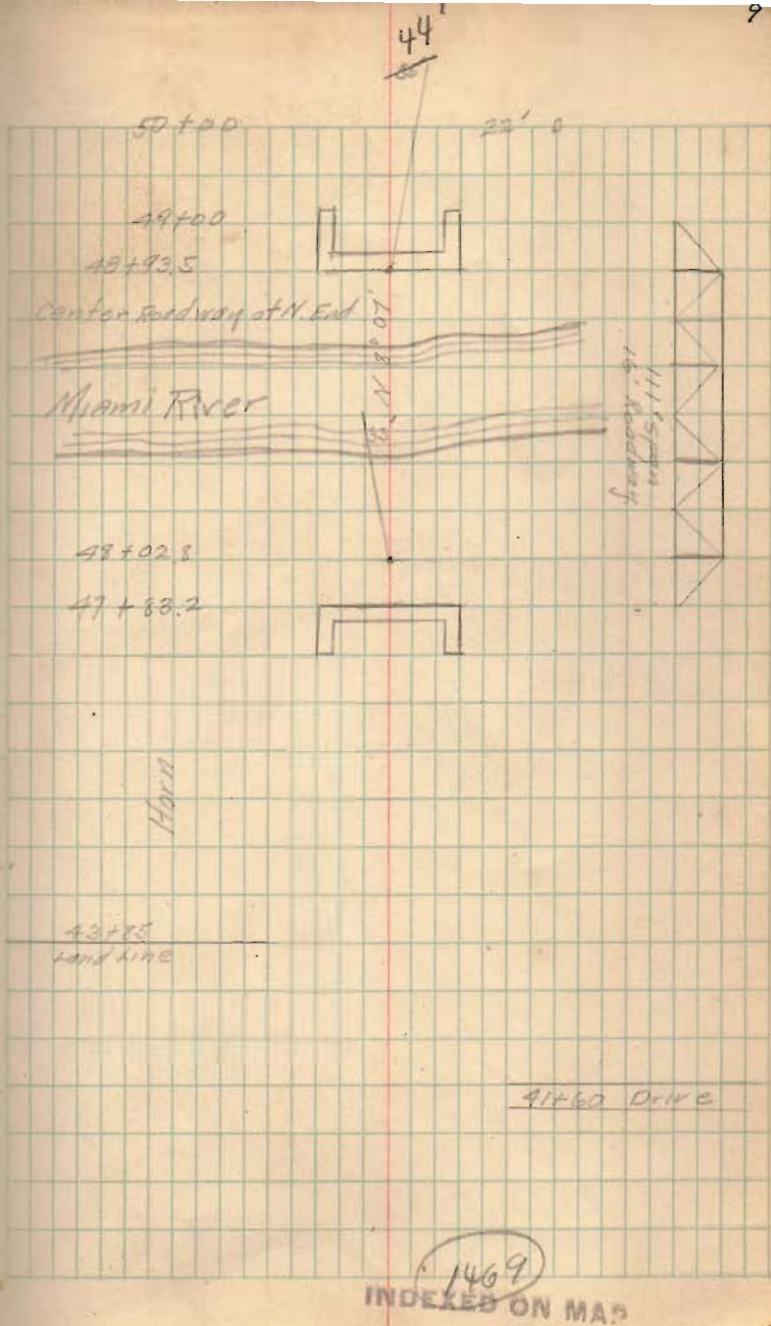 9
44'
50+00 22' 0
49+00
48+93.5
Center Roadway at N. End
N 8° 07'
Miami River
111' Span
16' Roadway
48+02.8
47+83.2
Horn
43+85
Land Line
41+60 Drive
1469
INDEXED ON MAP